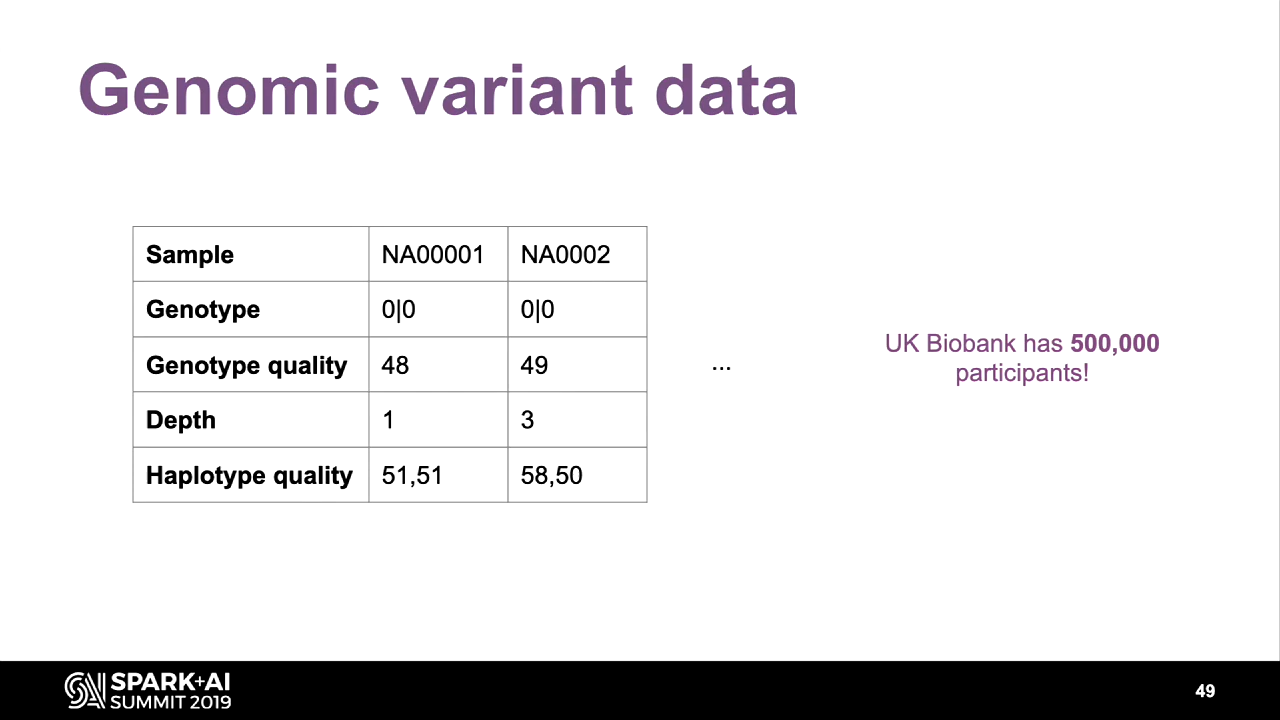 Genomic variant data
Sample NA00001 NA0002
Genotype 0|0 0|0
Genotype quality 48 49
Depth 1 3
Haplotype quality 51,51 58,50
...
UK Biobank has 500,000
participants!
SPARK+AI
SUMMIT 2019
49